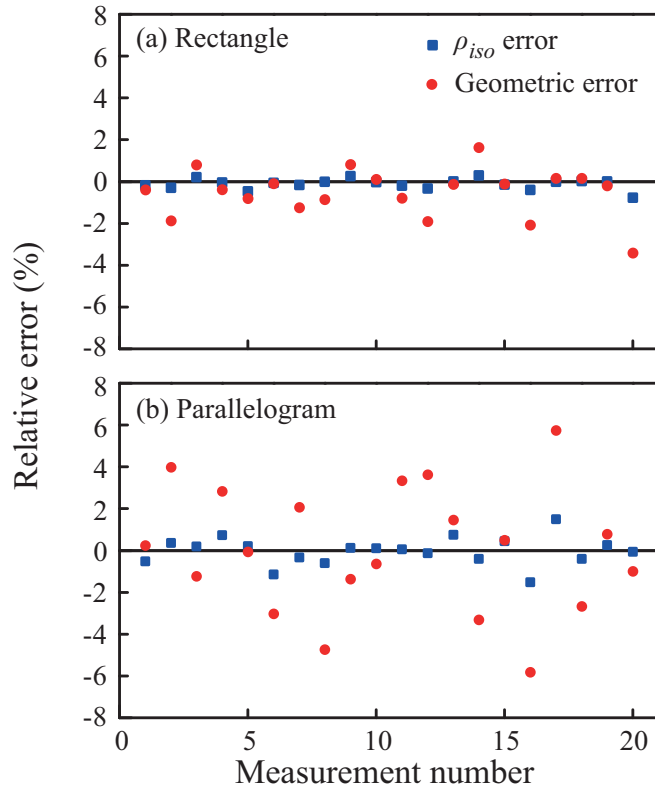 8
(a) Rectangle
ρiso error
Geometric error
6
4
2
0
-2
-4
-6
-8
Relative error (%)
8
(b) Parallelogram
6
4
2
0
-2
-4
-6
-8
0 5 10 15 20
Measurement number